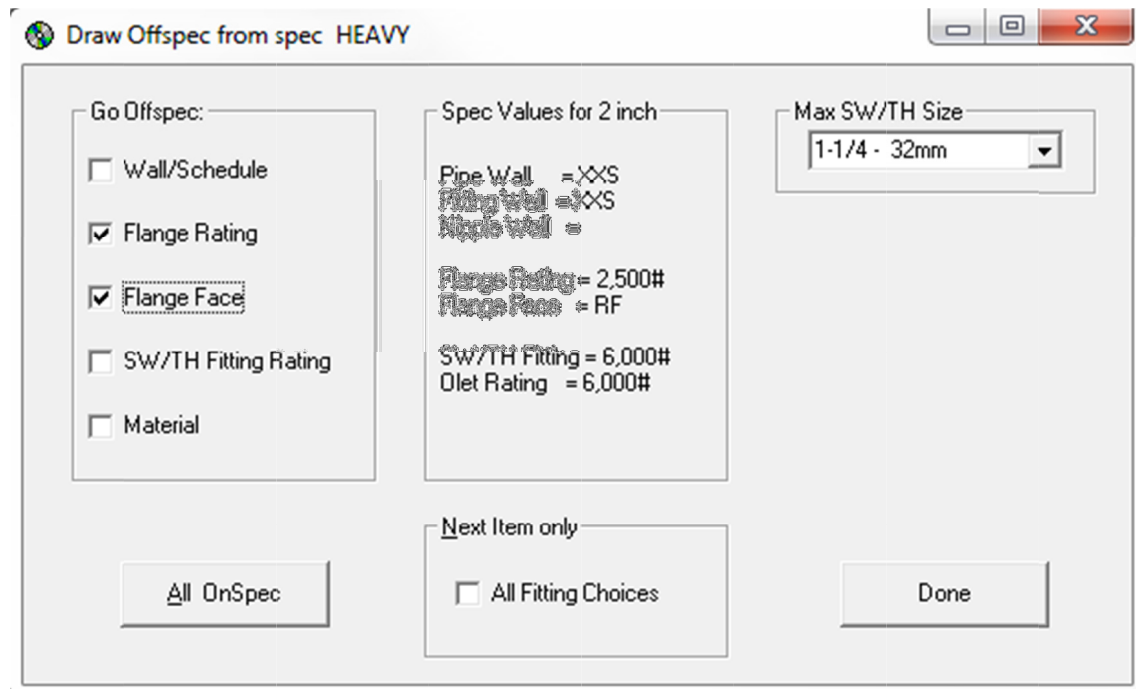 Draw Offspec from spec HEAVY
Go Offspec:
Wall/Schedule
Flange Rating
Flange Face
SW/TH Fitting Rating
Material
Spec Values for 2 inch
Pipe Wall = XXS
Fitting Wall = XXS
Nipple Wall =
Flange Rating = 2,500#
Flange Face = RF
SW/TH Fitting = 6,000#
Olet Rating = 6,000#
Max SW/TH Size
1-1/4 - 32mm
All OnSpec
Next Item only
All Fitting Choices
Done